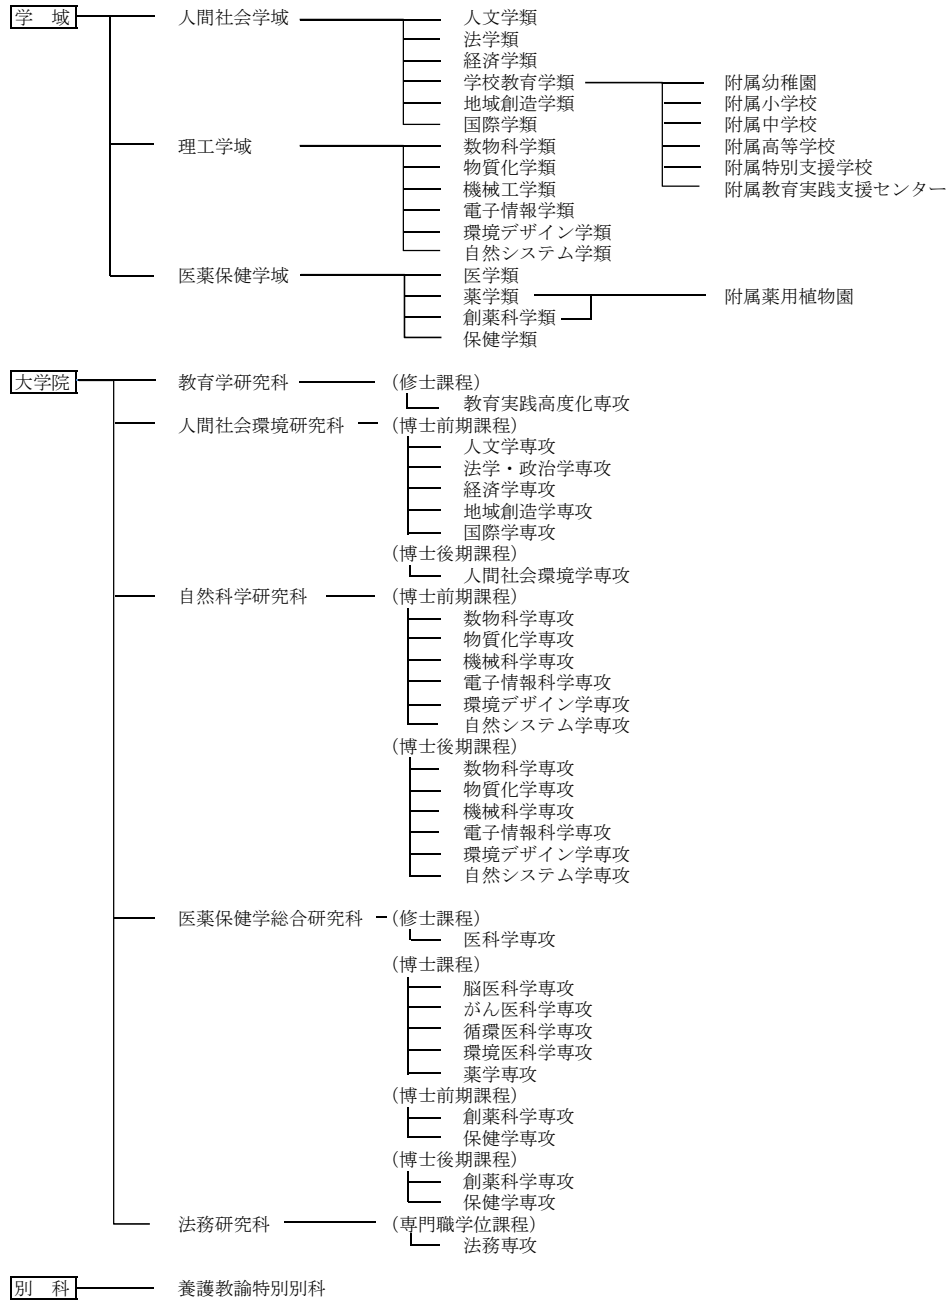 学　域 人間社会学域 人文学類
法学類
経済学類
学校教育学類 附属幼稚園
地域創造学類 附属小学校
国際学類 附属中学校
理工学域 数物科学類 附属高等学校
物質化学類 附属特別支援学校
機械工学類 附属教育実践支援センター
電子情報学類
環境デザイン学類
自然システム学類
医薬保健学域 医学類
薬学類 附属薬用植物園
創薬科学類
保健学類
大学院 教育学研究科 (修士課程)
教育実践高度化専攻
人間社会環境研究科 (博士前期課程)
人文学専攻
法学・政治学専攻
経済学専攻
地域創造学専攻
国際学専攻
(博士後期課程)
人間社会環境学専攻
自然科学研究科 (博士前期課程)
数物科学専攻
物質化学専攻
機械科学専攻
電子情報科学専攻
環境デザイン学専攻
自然システム学専攻
(博士後期課程)
数物科学専攻
物質化学専攻
機械科学専攻
電子情報科学専攻
環境デザイン学専攻
自然システム学専攻
医薬保健学総合研究科 (修士課程)
医科学専攻
(博士課程)
脳医科学専攻
がん医科学専攻
循環医科学専攻
環境医科学専攻
薬学専攻
(博士前期課程)
創薬科学専攻
保健学専攻
(博士後期課程)
創薬科学専攻
保健学専攻
法務研究科 (専門職学位課程)
法務専攻
別　科 養護教諭特別別科